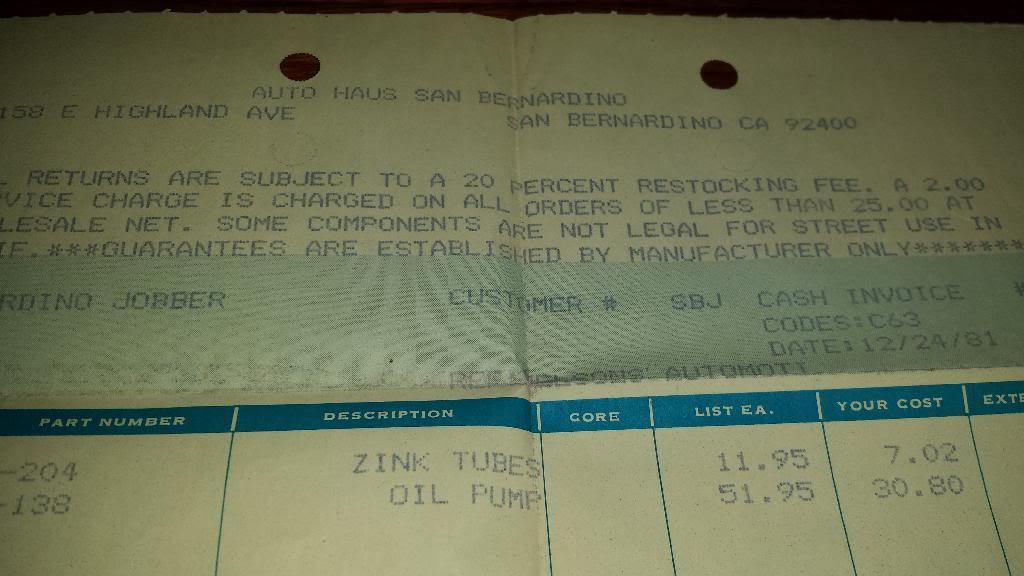 AUTO HAUS SAN BERNARDINO
158 E HIGHLAND AVE SAN BERNARDINO CA 92400
RETURNS ARE SUBJECT TO A 20 PERCENT RESTOCKING FEE. A 2.00
VICE CHARGE IS CHARGED ON ALL ORDERS OF LESS THAN 25.00 AT
LESALE NET. SOME COMPONENTS ARE NOT LEGAL FOR STREET USE IN
IF.***GUARANTEES ARE ESTABLISHED BY MANUFACTURER ONLY*******
RDINO JOBBER CUSTOMER # SBJ CASH INVOICE #
CODES:C63
DATE:12/24/81
AUTOMOTI
PART NUMBER DESCRIPTION CORE LIST EA. YOUR COST EXTE
-204 ZINK TUBES 11.95 7.02
-138 OIL PUMP 51.95 30.80